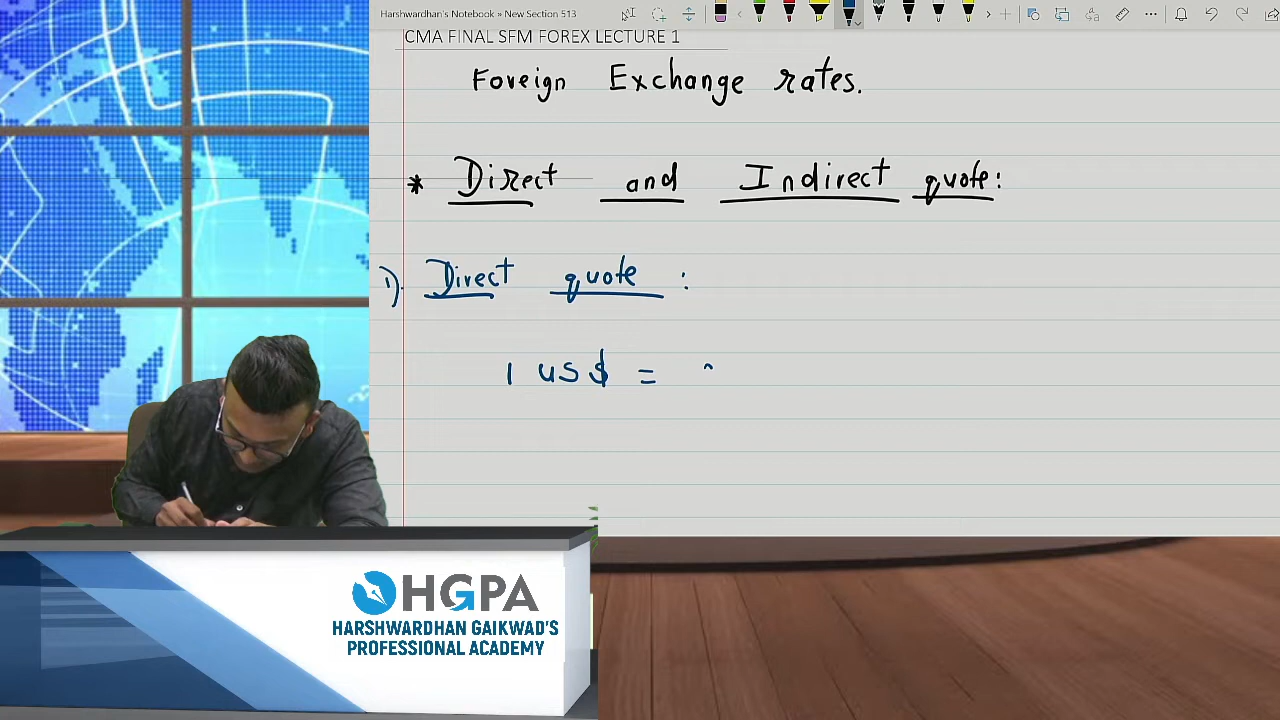 Harshwardhan's Notebook » New Section 513
CMA FINAL SFM FOREX LECTURE 1
Foreign Exchange rates.
* Direct and Indirect quote:
1) Direct quote :
1 US $ =
HGPA
HARSHWARDHAN GAIKWAD'S
PROFESSIONAL ACADEMY